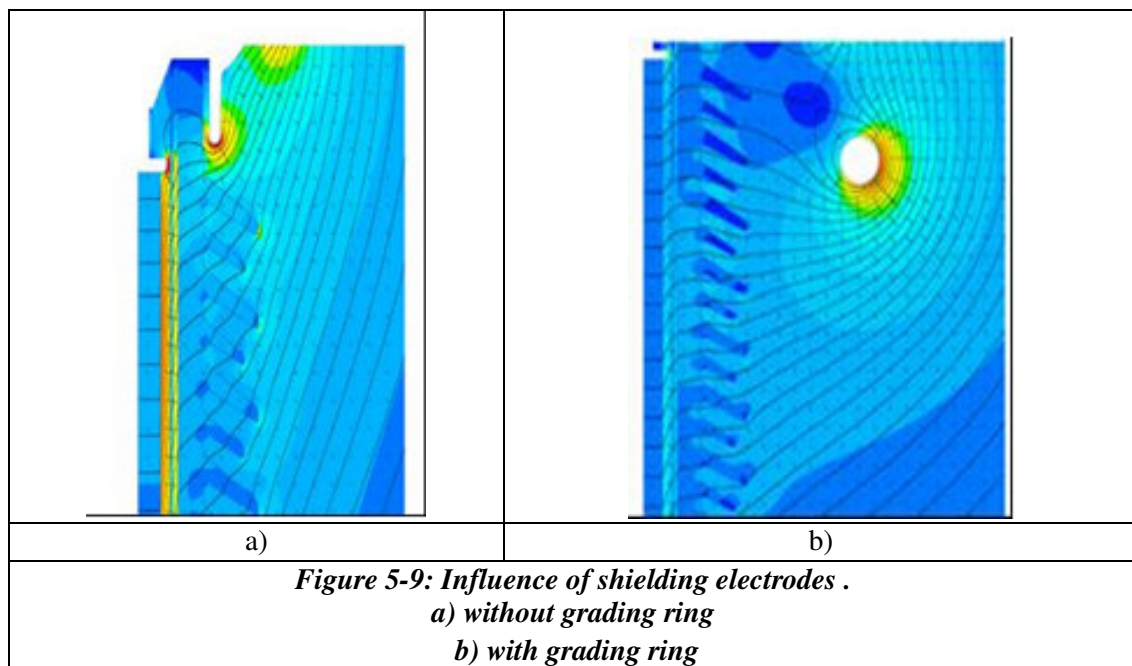 a)
b)
Figure 5-9: Influence of shielding electrodes .
a) without grading ring
b) with grading ring